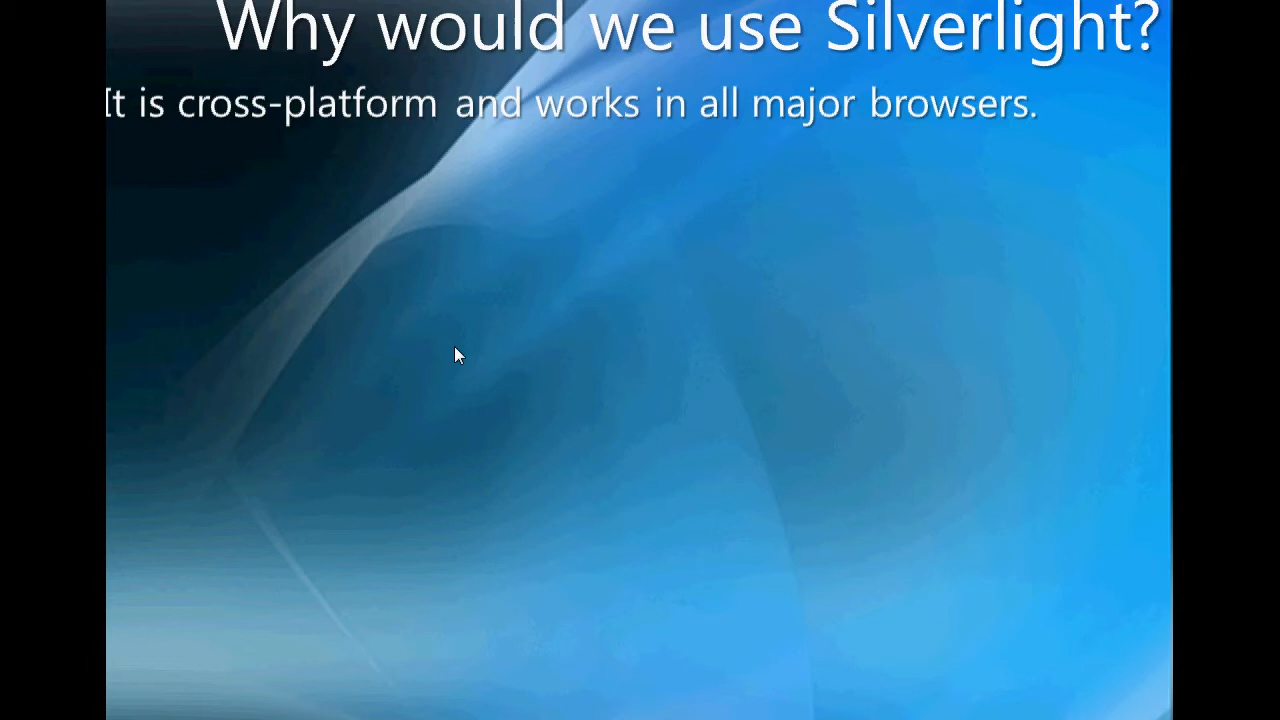 Why would we use Silverlight?
It is cross-platform and works in all major browsers.